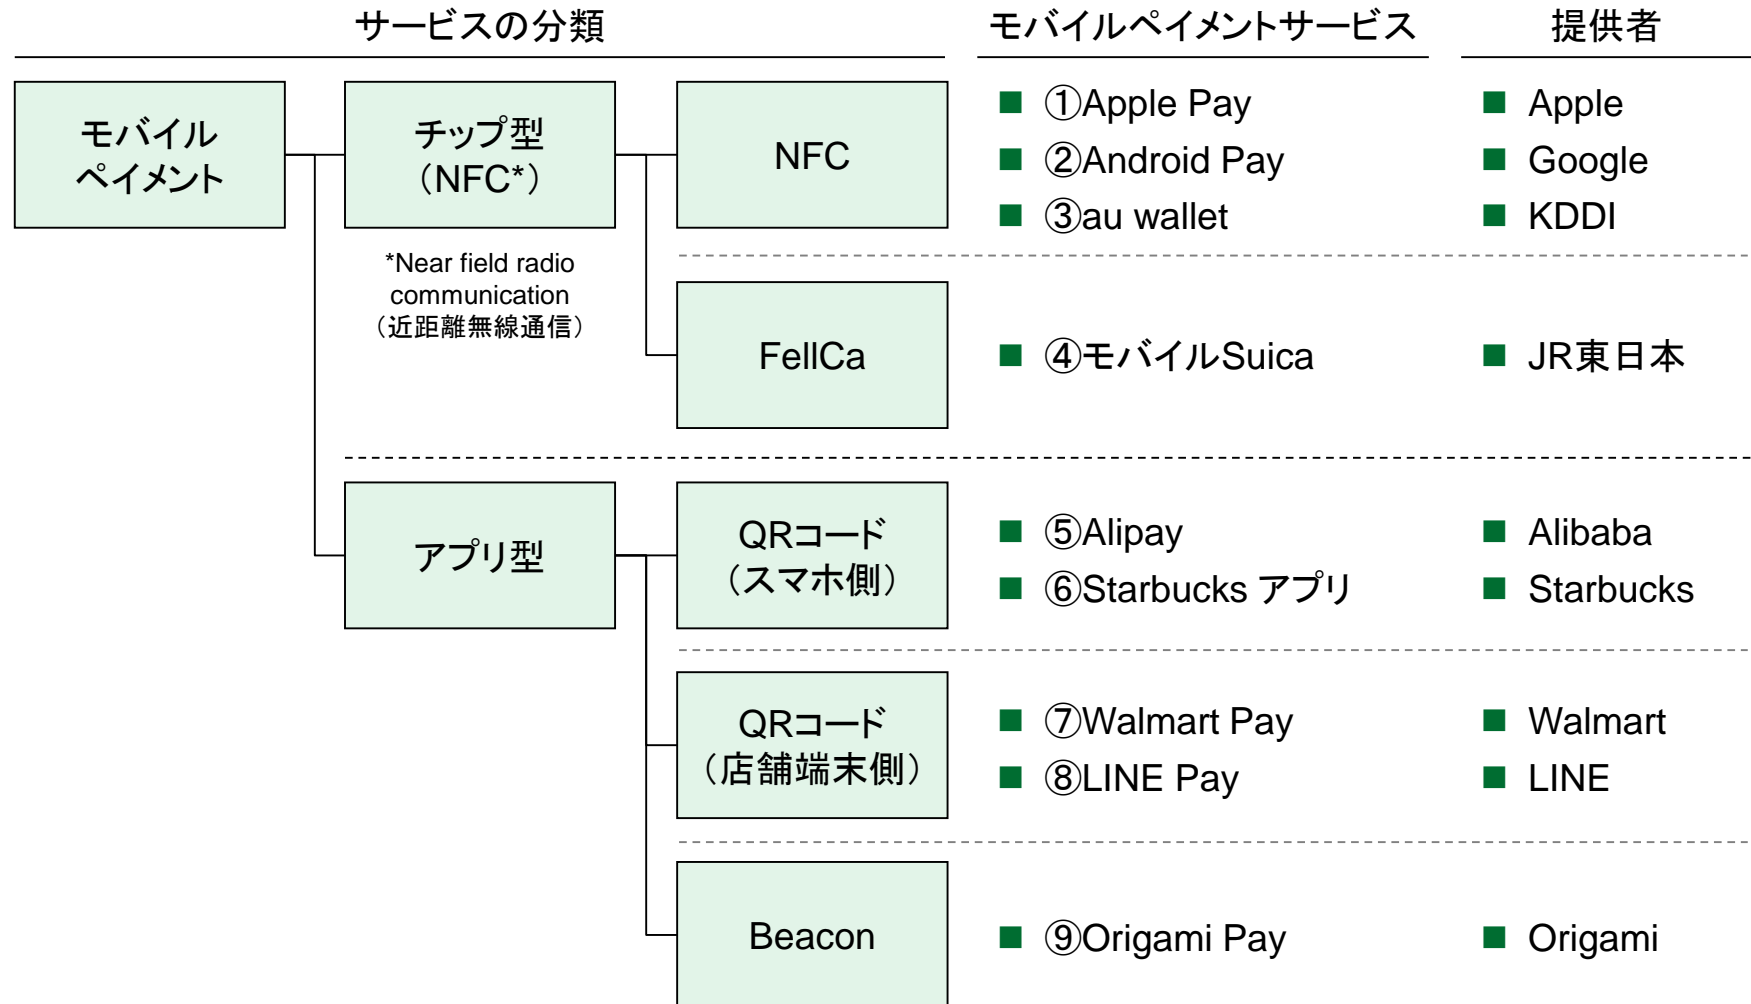 サービスの分類
モバイルペイメントサービス
提供者
モバイル
ペイメント
チップ型
（NFC*）
*Near field radio
communication
（近距離無線通信）
NFC
■ ①Apple Pay
■ ②Android Pay
■ ③au wallet
■ Apple
■ Google
■ KDDI
FellCa
■ ④モバイルSuica
■ JR東日本
アプリ型
QRコード
（スマホ側）
■ ⑤Alipay
■ ⑥Starbucks アプリ
■ Alibaba
■ Starbucks
QRコード
（店舗端末側）
■ ⑦Walmart Pay
■ ⑧LINE Pay
■ Walmart
■ LINE
Beacon
■ ⑨Origami Pay
■ Origami